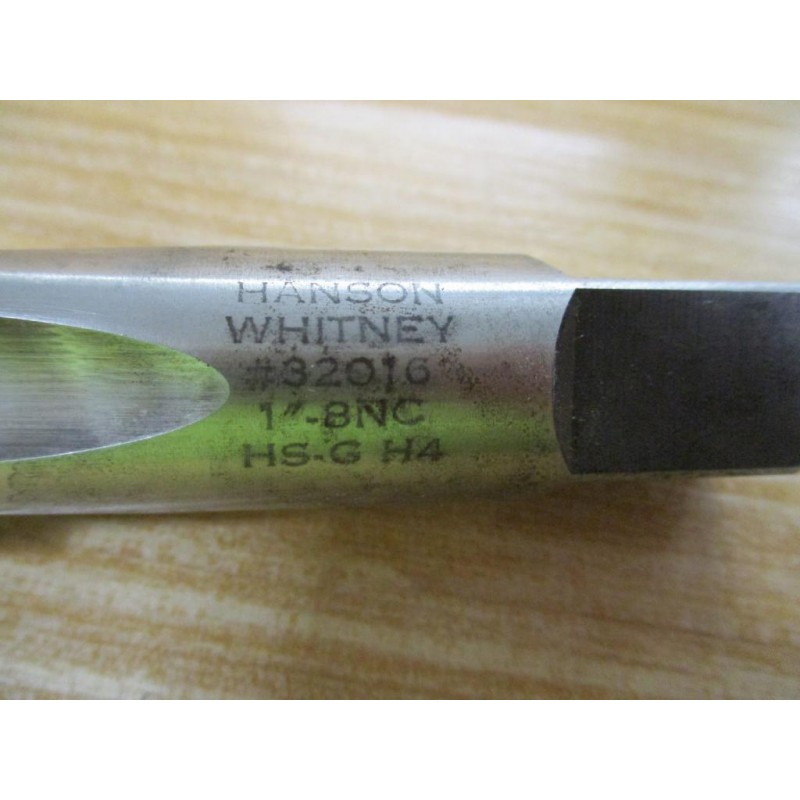 HANSON
WHITNEY
#32016
1"-8NC
HS-G H4